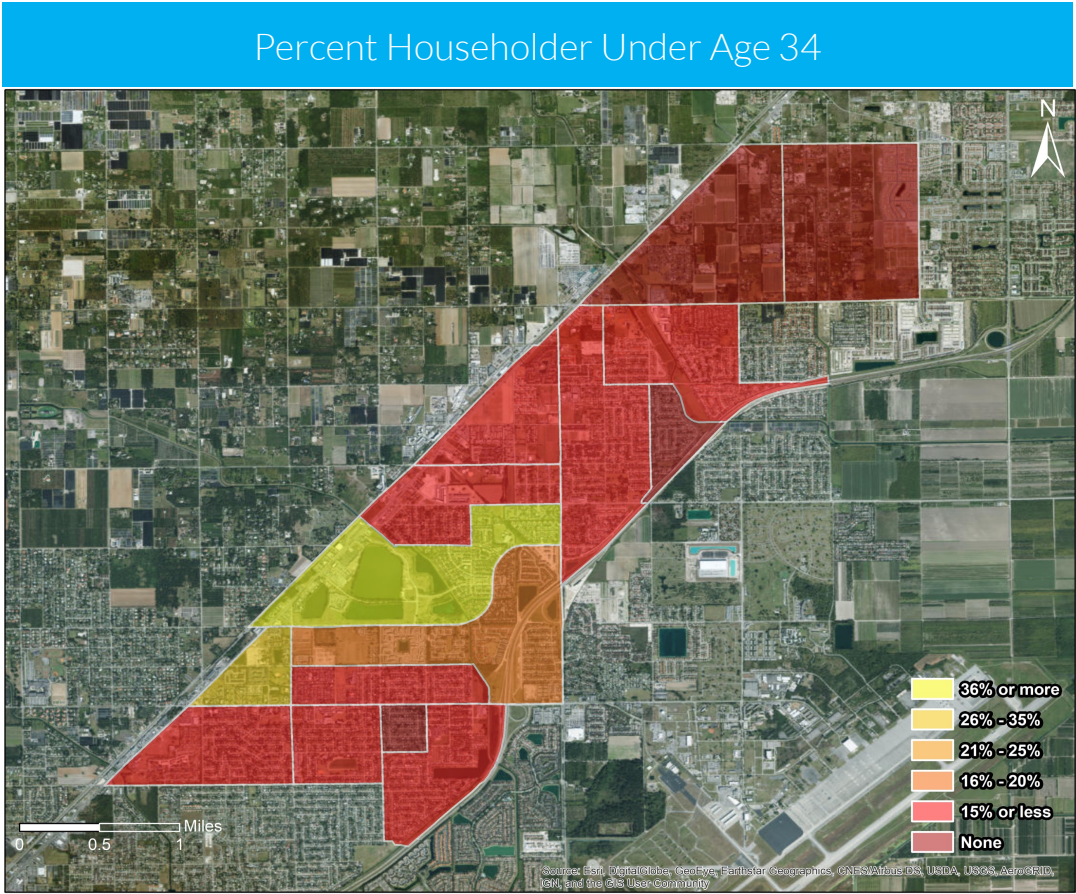 Percent Householder Under Age 34
N
36% or more
26% - 35%
21% - 25%
16% - 20%
15% or less
None
Miles
0 0.5 1
Source: Esri, DigitalGlobe, GeoEye, Earthstar Geographics, CNES/Airbus DS, USDA, USGS, AeroGRID,
IGN, and the GIS User Community